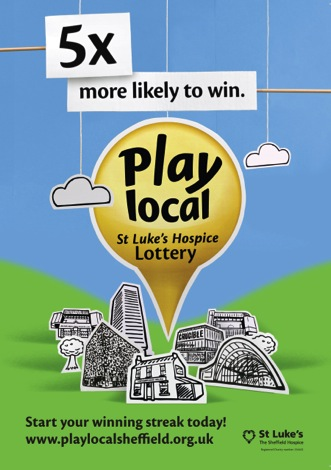 5x
more likely to win.
Play
local
St Luke's Hospice
Lottery
Start your winning streak today!
www.playlocalsheffield.org.uk
St Luke's
The Sheffield Hospice